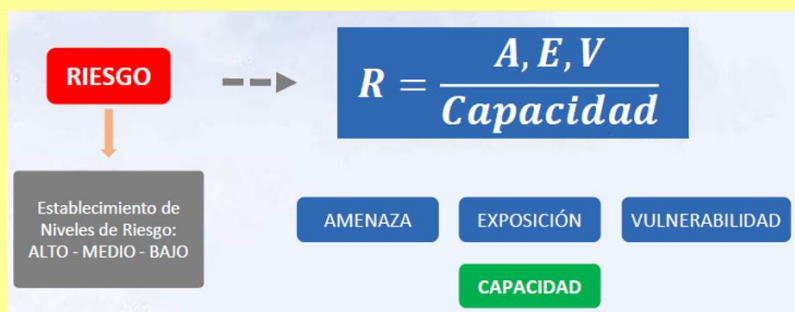 RIESGO
R = A, E, V / Capacidad
Establecimiento de
Niveles de Riesgo:
ALTO - MEDIO - BAJO
AMENAZA
EXPOSICIÓN
VULNERABILIDAD
CAPACIDAD